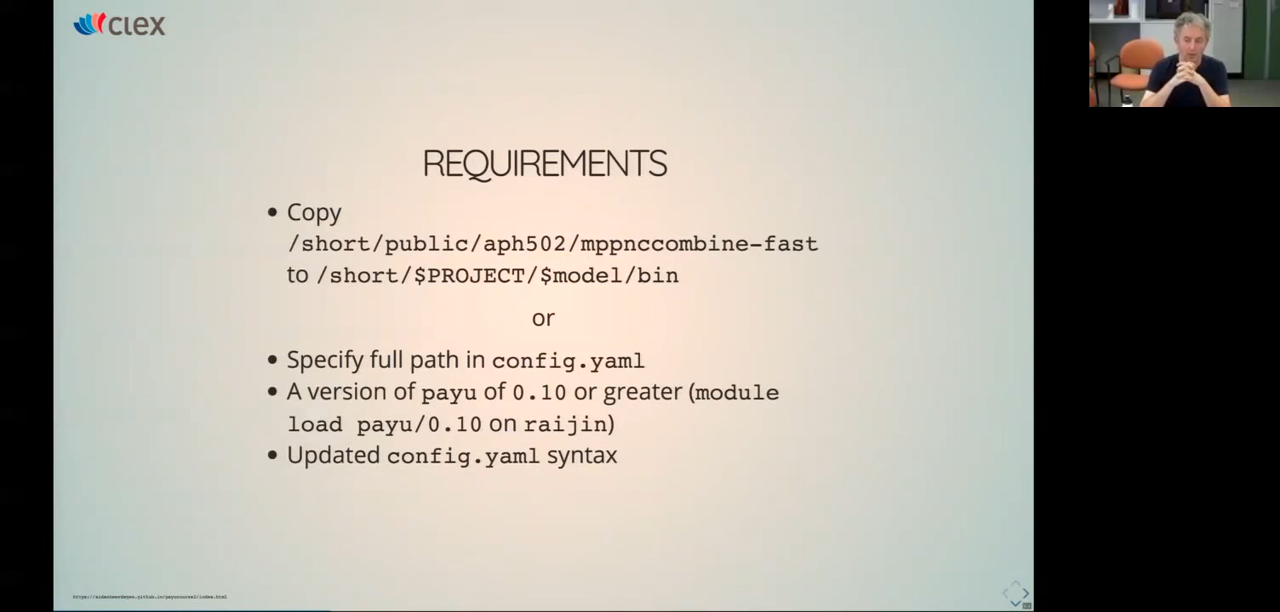 CLEX
REQUIREMENTS
• Copy
/short/public/aph502/mppnccombine-fast
to /short/$PROJECT/$model/bin
or
• Specify full path in config.yaml
• A version of payu of 0.10 or greater (module
load payu/0.10 on raijin)
• Updated config.yaml syntax